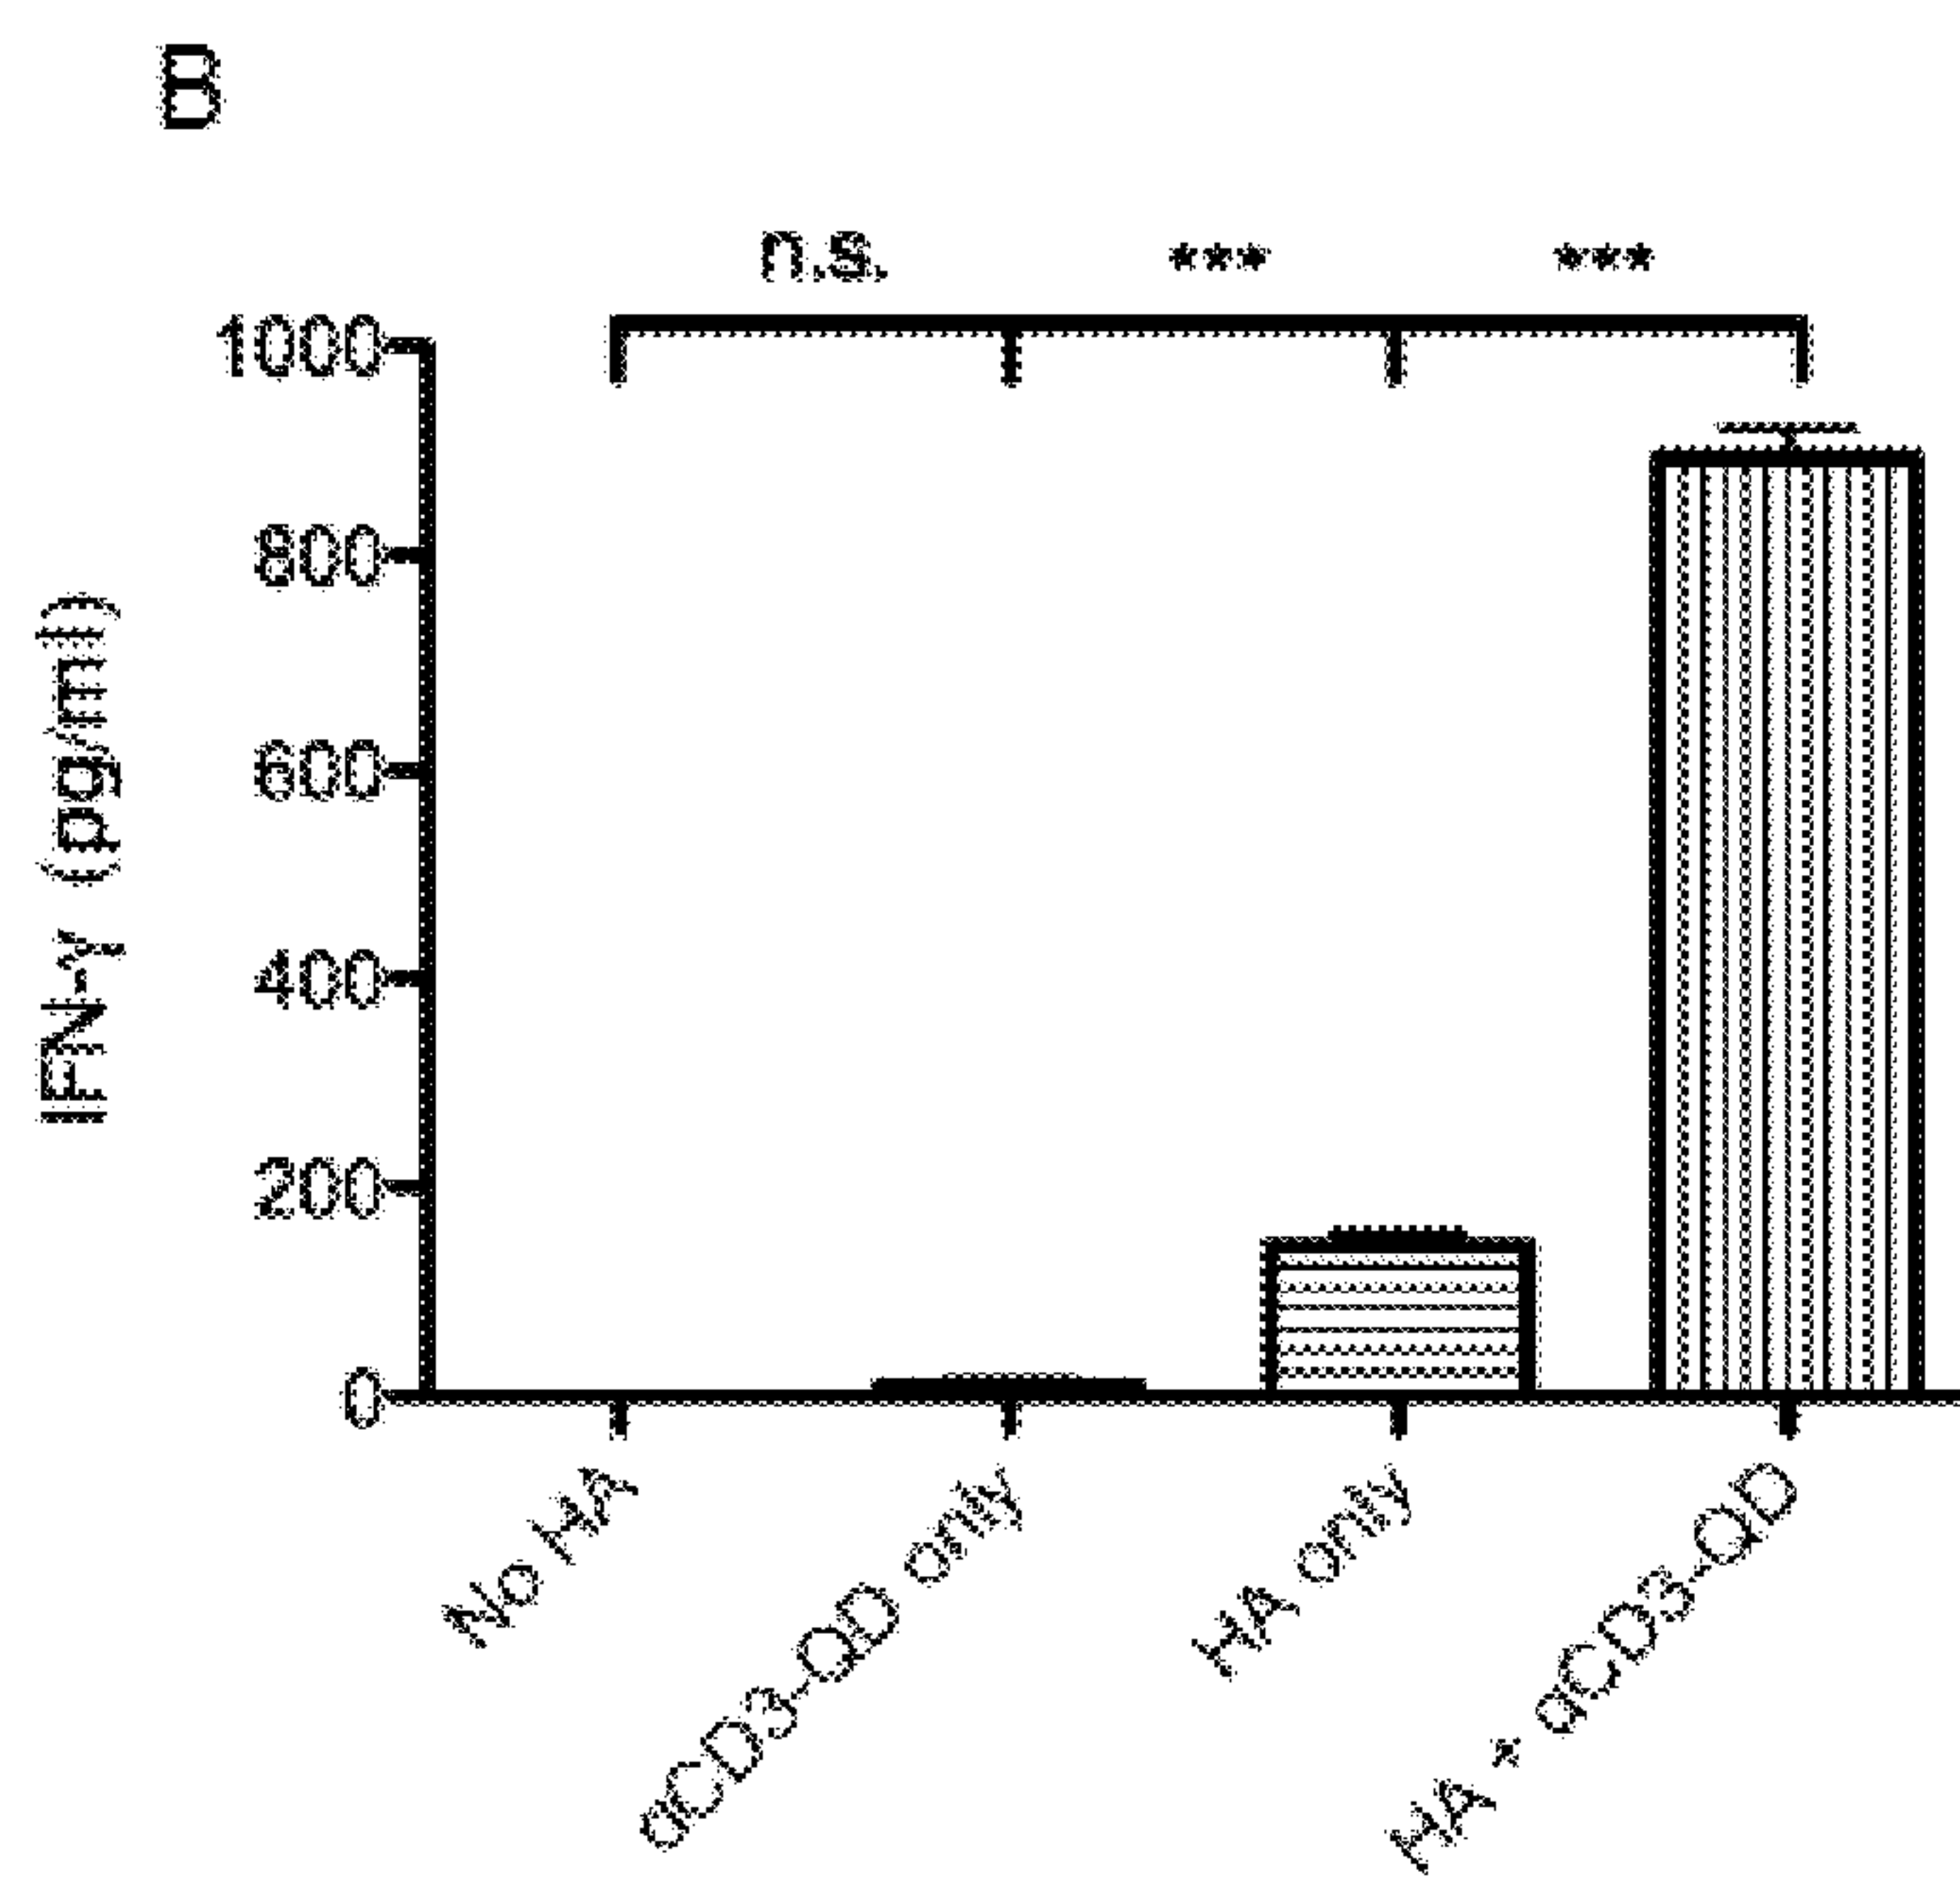 D
n.s. *** ***
1000
800
600
400
200
0
IFN-γ (pg/ml)
No HA
αCD3-QD only
HA only
HA + αCD3-QD